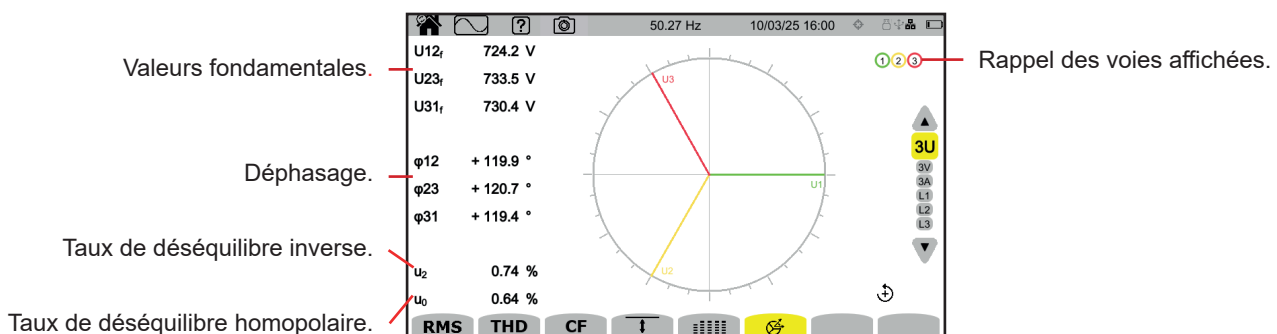 50.27 Hz 10/03/25 16:00
Valeurs fondamentales.
U12f 724.2 V
U23f 733.5 V
U31f 730.4 V
Rappel des voies affichées.
1 2 3
U3
U1
U2
Déphasage.
φ12 + 119.9 °
φ23 + 120.7 °
φ31 + 119.4 °
3U
3V
3A
L1
L2
L3
Taux de déséquilibre inverse.
u2 0.74 %
Taux de déséquilibre homopolaire.
u0 0.64 %
RMS THD CF